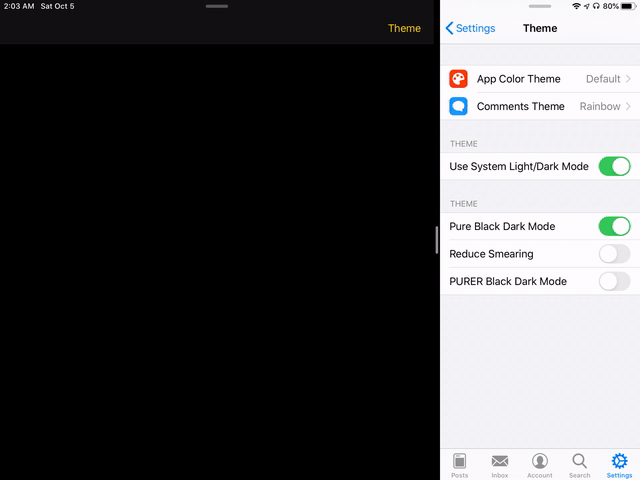 2:03 AM Sat Oct 5
80%
Theme
Settings
Theme
App Color Theme Default
Comments Theme Rainbow
THEME
Use System Light/Dark Mode
THEME
Pure Black Dark Mode
Reduce Smearing
PURER Black Dark Mode
Posts Inbox Account Search Settings